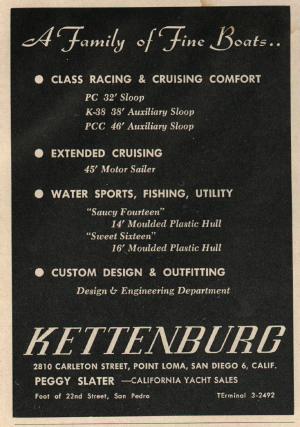 A Family of Fine Boats..
● CLASS RACING & CRUISING COMFORT
PC 32' Sloop
K-38 38' Auxiliary Sloop
PCC 46' Auxiliary Sloop
● EXTENDED CRUISING
45' Motor Sailer
● WATER SPORTS, FISHING, UTILITY
"Saucy Fourteen"
14' Moulded Plastic Hull
"Sweet Sixteen"
16' Moulded Plastic Hull
● CUSTOM DESIGN & OUTFITTING
Design & Engineering Department
KETTENBURG
2810 CARLETON STREET, POINT LOMA, SAN DIEGO 6, CALIF.
PEGGY SLATER —CALIFORNIA YACHT SALES
Foot of 22nd Street, San Pedro TErminal 3-2492